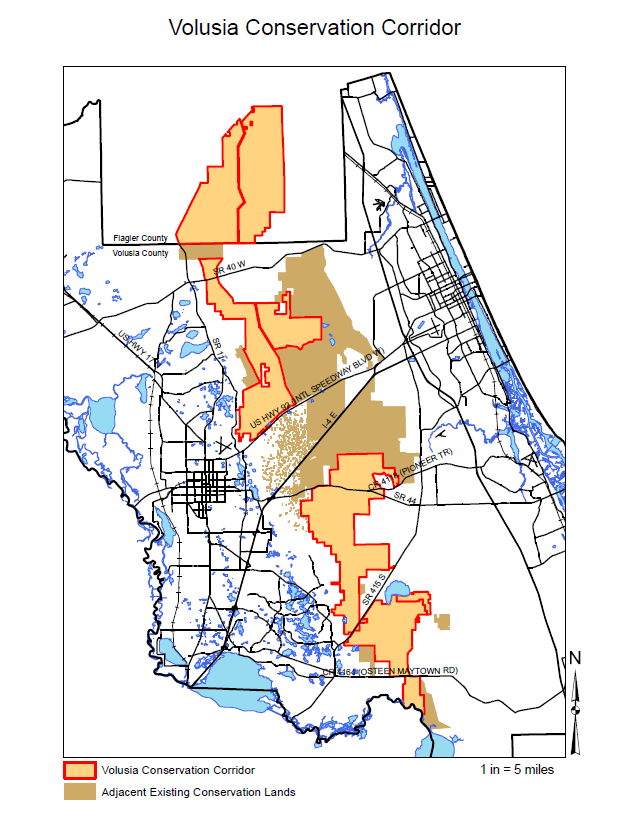 Volusia Conservation Corridor
Flagler County
Volusia County
SR 40 W
US HWY 17
SR 11
US HWY 92 (INTL SPEEDWAY BLVD W)
I-4 E
CR 4118 (PIONEER TR)
SR 44
SR 415 S
CR 4164 (OSTEEN MAYTOWN RD)
N
Volusia Conservation Corridor
1 in = 5 miles
Adjacent Existing Conservation Lands